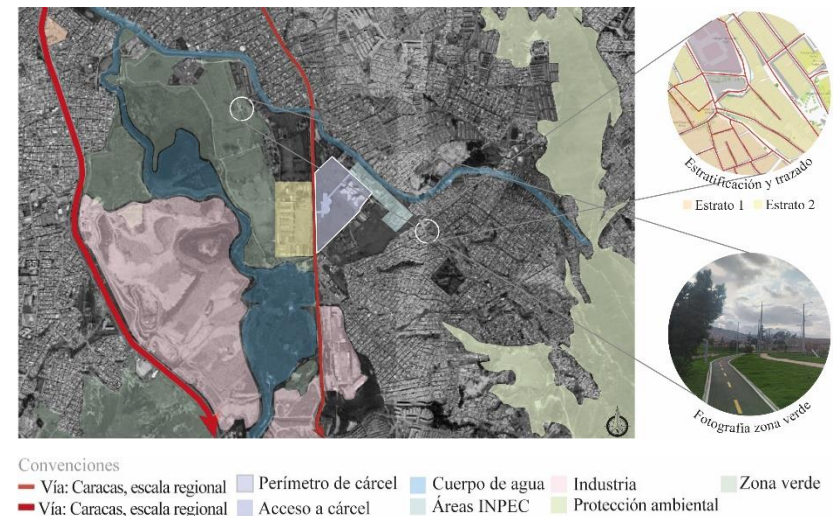 Estratificación y trazado
Estrato 1 Estrato 2
Fotografía zona verde
Convenciones
Vía: Caracas, escala regional Perímetro de cárcel Cuerpo de agua Industria Zona verde
Vía: Caracas, escala regional Acceso a cárcel Áreas INPEC Protección ambiental